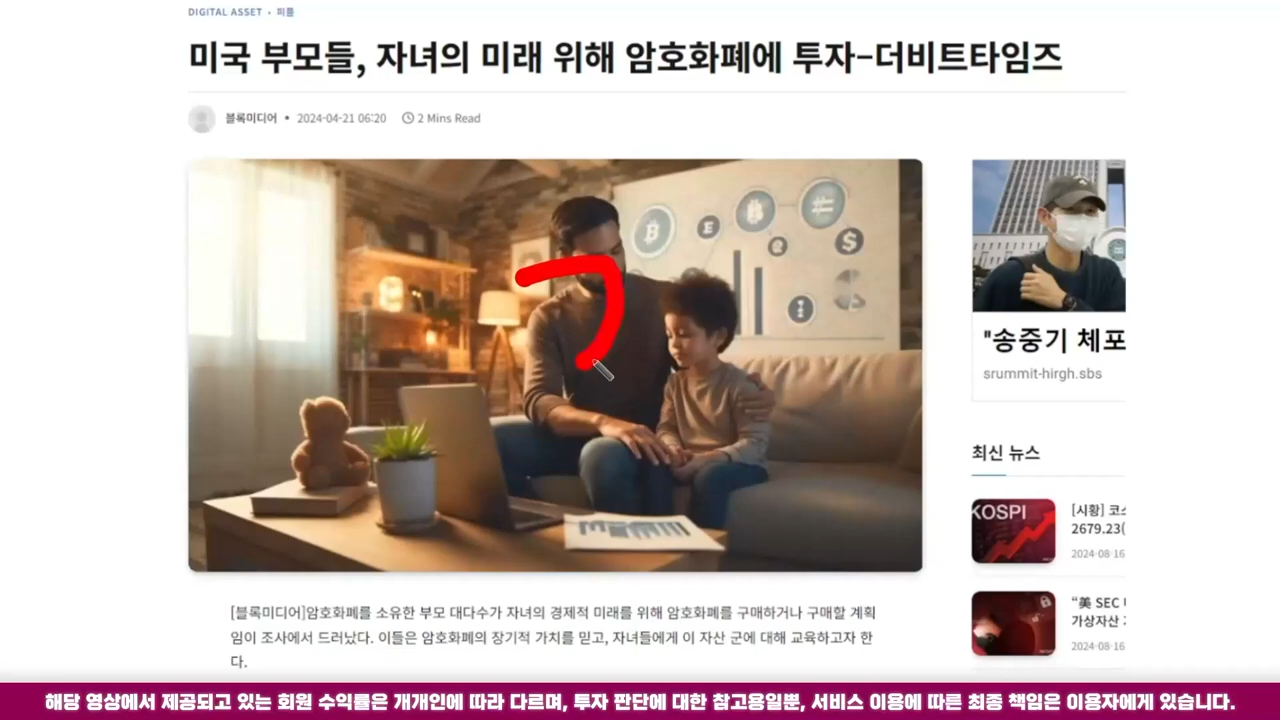 DIGITAL ASSET • 피플
미국 부모들, 자녀의 미래 위해 암호화폐에 투자-더비트타임즈
블록미디어 • 2024-04-21 06:20 2 Mins Read
[블록미디어]암호화폐를 소유한 부모 대다수가 자녀의 경제적 미래를 위해 암호화폐를 구매하거나 구매할 계획
임이 조사에서 드러났다. 이들은 암호화폐의 장기적 가치를 믿고, 자녀들에게 이 자산 군에 대해 교육하고자 한
다.
"송중기 체포
srummit-hirgh.sbs
최신 뉴스
KOSPI
[시황] 코스
2679.23(
2024-08-16
“美 SEC
가상자산
2024-08-16
해당 영상에서 제공되고 있는 회원 수익률은 개개인에 따라 다르며, 투자 판단에 대한 참고용일뿐, 서비스 이용에 따른 최종 책임은 이용자에게 있습니다.